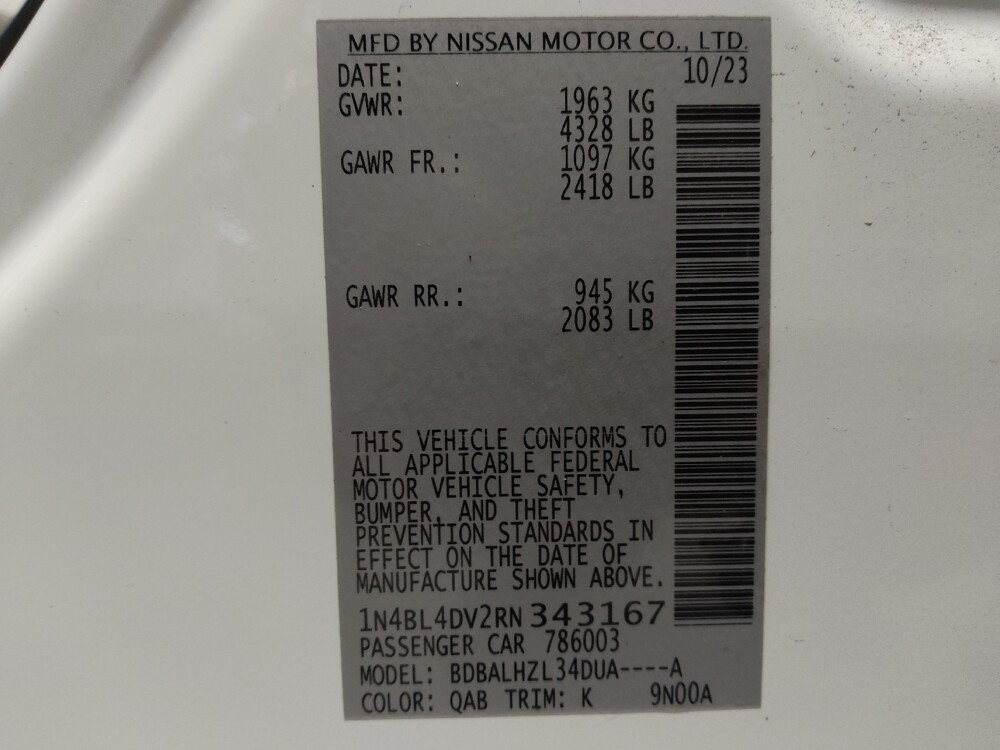 MFD BY NISSAN MOTOR CO., LTD.
DATE: 10/23
GVWR: 1963 KG
4328 LB
GAWR FR.: 1097 KG
2418 LB
GAWR RR.: 945 KG
2083 LB
THIS VEHICLE CONFORMS TO
ALL APPLICABLE FEDERAL
MOTOR VEHICLE SAFETY,
BUMPER, AND THEFT
PREVENTION STANDARDS IN
EFFECT ON THE DATE OF
MANUFACTURE SHOWN ABOVE.
1N4BL4DV2RN 343167
PASSENGER CAR 786003
MODEL: BDBALHZL34DUA----A
COLOR: QAB TRIM: K 9N00A